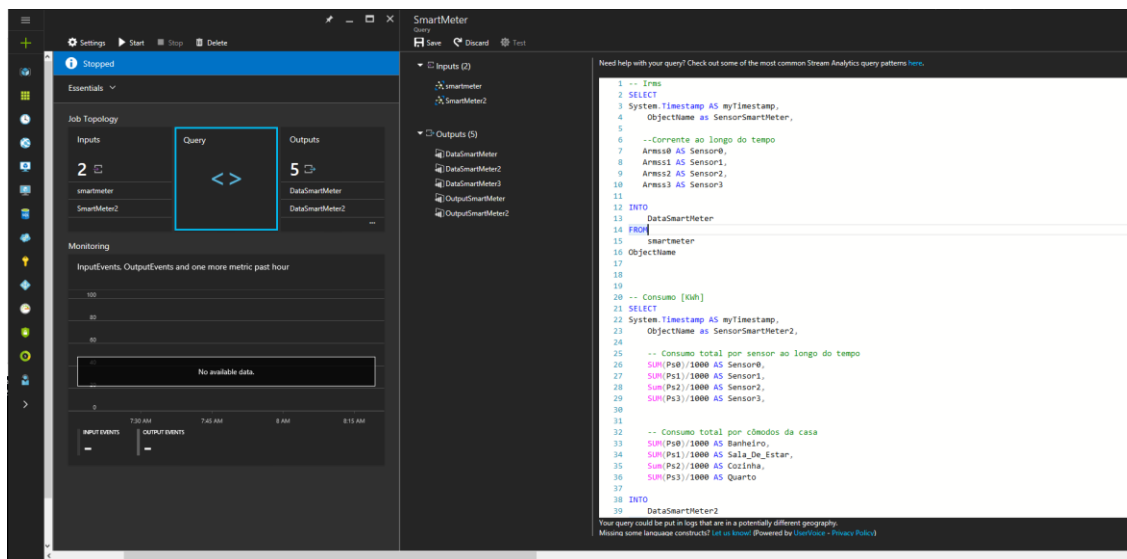 Settings Start Stop Delete
Stopped
Essentials
Job Topology
Inputs
2
smartmeter
SmartMeter2
Query
< >
Outputs
5
DataSmartMeter
DataSmartMeter2
...
Monitoring
InputEvents, OutputEvents and one more metric past hour
100
80
60
40
20
0
No available data.
7:30 AM 7:45 AM 8 AM 8:15 AM
INPUT EVENTS
--
OUTPUT EVENTS
--
SmartMeter
Query
Save Discard Test
Inputs (2)
smartmeter
SmartMeter2
Outputs (5)
DataSmartMeter
DataSmartMeter2
DataSmartMeter3
OutputSmartMeter
OutputSmartMeter2
Need help with your query? Check out some of the most common Stream Analytics query patterns here.
1 -- Irms
2 SELECT
3 System.Timestamp AS myTimestamp,
4 ObjectName as SensorSmartMeter,
5
6 --Corrente ao longo do tempo
7 Armss0 AS Sensor0,
8 Armss1 AS Sensor1,
9 Armss2 AS Sensor2,
10 Armss3 AS Sensor3
11
12 INTO
13 DataSmartMeter
14 FROM
15 smartmeter
16 ObjectName
17
18
19
20 -- Consumo [KWh]
21 SELECT
22 System.Timestamp AS myTimestamp,
23 ObjectName as SensorSmartMeter2,
24
25 -- Consumo total por sensor ao longo do tempo
26 SUM(Ps0)/1000 AS Sensor0,
27 SUM(Ps1)/1000 AS Sensor1,
28 Sum(Ps2)/1000 AS Sensor2,
29 SUM(Ps3)/1000 AS Sensor3,
30
31
32 -- Consumo total por cômodos da casa
33 SUM(Ps0)/1000 AS Banheiro,
34 SUM(Ps1)/1000 AS Sala_De_Estar,
35 Sum(Ps2)/1000 AS Cozinha,
36 SUM(Ps3)/1000 AS Quarto
37
38 INTO
39 DataSmartMeter2
Your query could be put in logs that are in a potentially different geography.
Missing some language constructs? Let us know! (Powered by UserVoice - Privacy Policy)